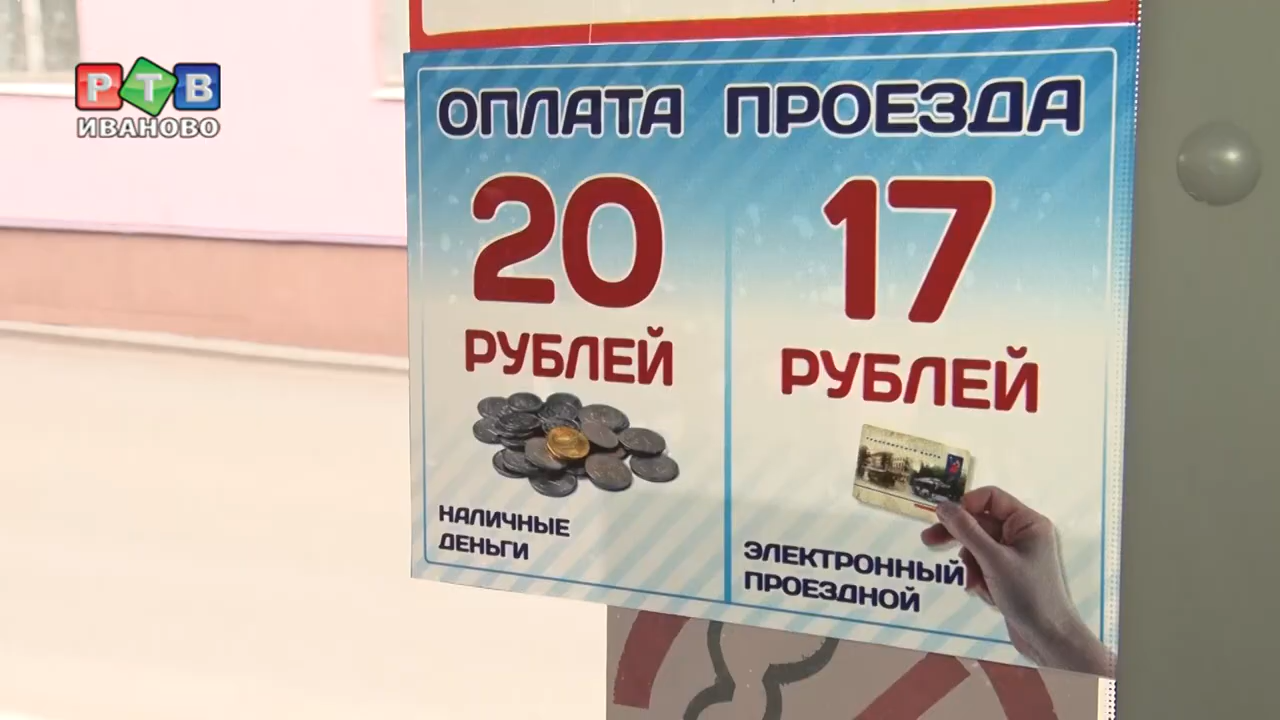 РТВ
ИВАНОВО
ОПЛАТА ПРОЕЗДА
20
РУБЛЕЙ
НАЛИЧНЫЕ
ДЕНЬГИ
17
РУБЛЕЙ
ЭЛЕКТРОННЫЙ
ПРОЕЗДНОЙ